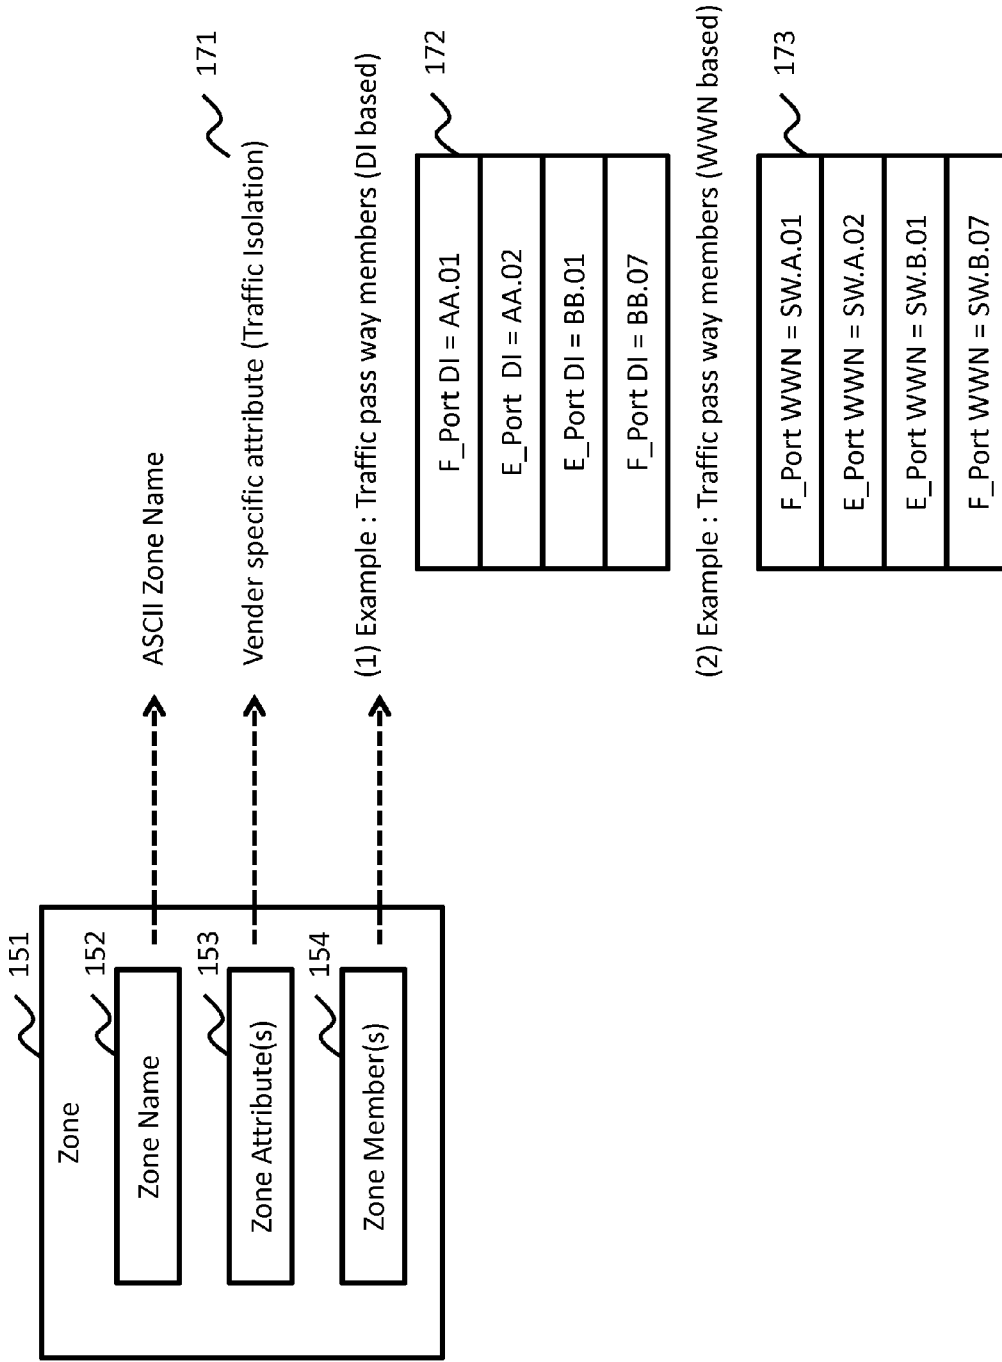 Zone
151
Zone Name
152
ASCII Zone Name
Zone Attribute(s)
153
Vender specific attribute (Traffic Isolation)
171
Zone Member(s)
154
(1) Example : Traffic pass way members (DI based)
172
F_Port DI = AA.01
E_Port DI = AA.02
E_Port DI = BB.01
F_Port DI = BB.07
(2) Example : Traffic pass way members (WWN based)
173
F_Port WWN = SW.A.01
E_Port WWN = SW.A.02
E_Port WWN = SW.B.01
F_Port WWN = SW.B.07